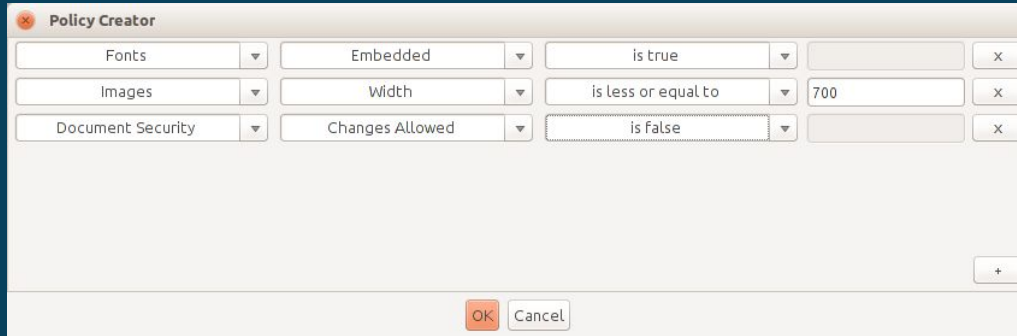 Policy Creator
Fonts Embedded is true x
Images Width is less or equal to 700 x
Document Security Changes Allowed is false x
+
OK Cancel